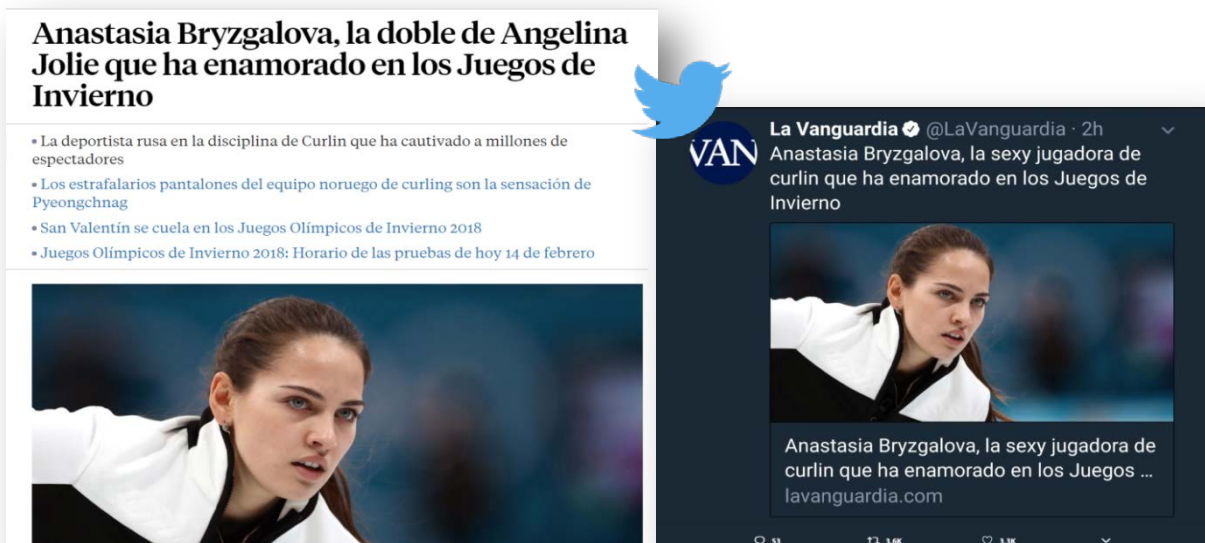 Anastasia Bryzgalova, la doble de Angelina
Jolie que ha enamorado en los Juegos de
Invierno
▪ La deportista rusa en la disciplina de Curlin que ha cautivado a millones de
espectadores
▪ Los estrafalarios pantalones del equipo noruego de curling son la sensación de
Pyeongchnag
▪ San Valentín se cuela en los Juegos Olímpicos de Invierno 2018
▪ Juegos Olímpicos de Invierno 2018: Horario de las pruebas de hoy 14 de febrero
VAN
La Vanguardia @LaVanguardia · 2h
Anastasia Bryzgalova, la sexy jugadora de
curlin que ha enamorado en los Juegos de
Invierno
Anastasia Bryzgalova, la sexy jugadora de
curlin que ha enamorado en los Juegos ...
lavanguardia.com